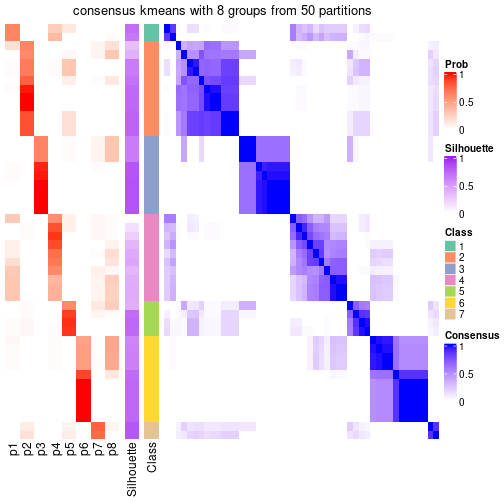 consensus kmeans with 8 groups from 50 partitions
Prob
1
0.5
0
Silhouette
1
0.5
0
Class
1
2
3
4
5
6
7
Consensus
1
0.5
0
p1
p2
p3
p4
p5
p6
p7
p8
Silhouette
Class